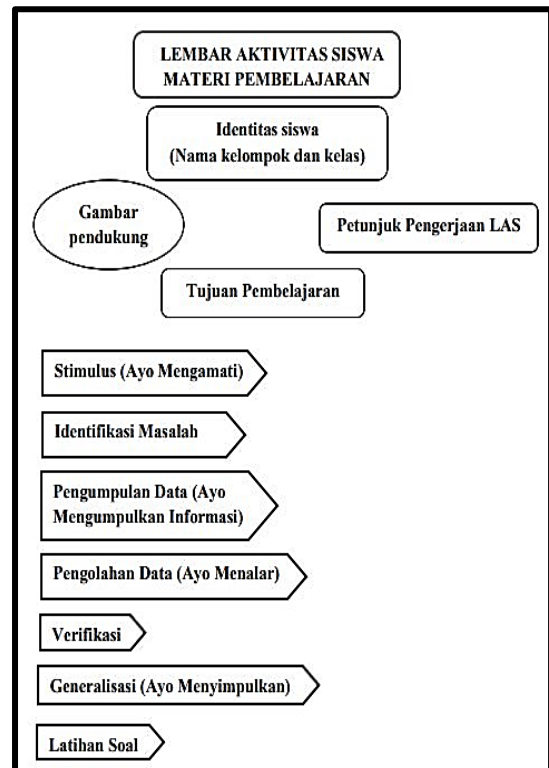 LEMBAR AKTIVITAS SISWA
MATERI PEMBELAJARAN
Identitas siswa
(Nama kelompok dan kelas)
Gambar
pendukung
Petunjuk Pengerjaan LAS
Tujuan Pembelajaran
Stimulus (Ayo Mengamati)
Identifikasi Masalah
Pengumpulan Data (Ayo
Mengumpulkan Informasi)
Pengolahan Data (Ayo Menalar)
Verifikasi
Generalisasi (Ayo Menyimpulkan)
Latihan Soal